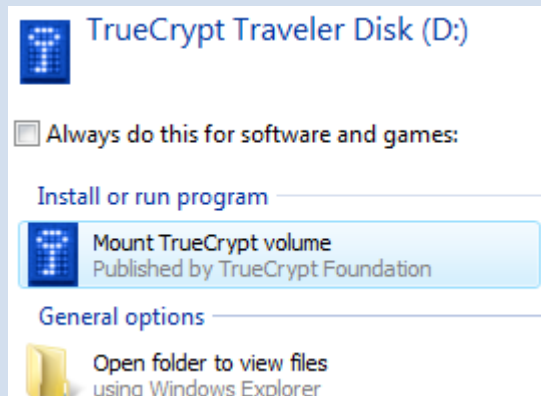 TrueCrypt Traveler Disk (D:)
Always do this for software and games:
Install or run program
Mount TrueCrypt volume
Published by TrueCrypt Foundation
General options
Open folder to view files
using Windows Explorer